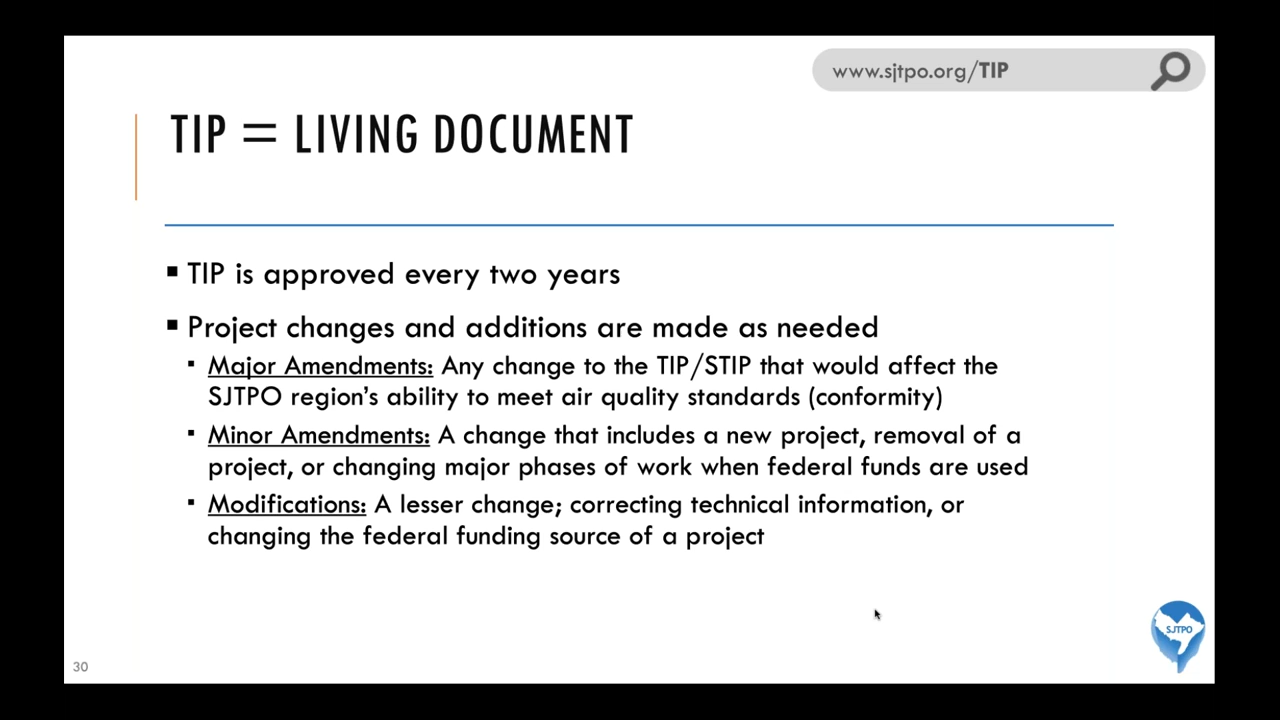 www.sjtpo.org/TIP
TIP = LIVING DOCUMENT
▪ TIP is approved every two years
▪ Project changes and additions are made as needed
▪ Major Amendments: Any change to the TIP/STIP that would affect the
SJTPO region's ability to meet air quality standards (conformity)
▪ Minor Amendments: A change that includes a new project, removal of a
project, or changing major phases of work when federal funds are used
▪ Modifications: A lesser change; correcting technical information, or
changing the federal funding source of a project
SJTPO
30